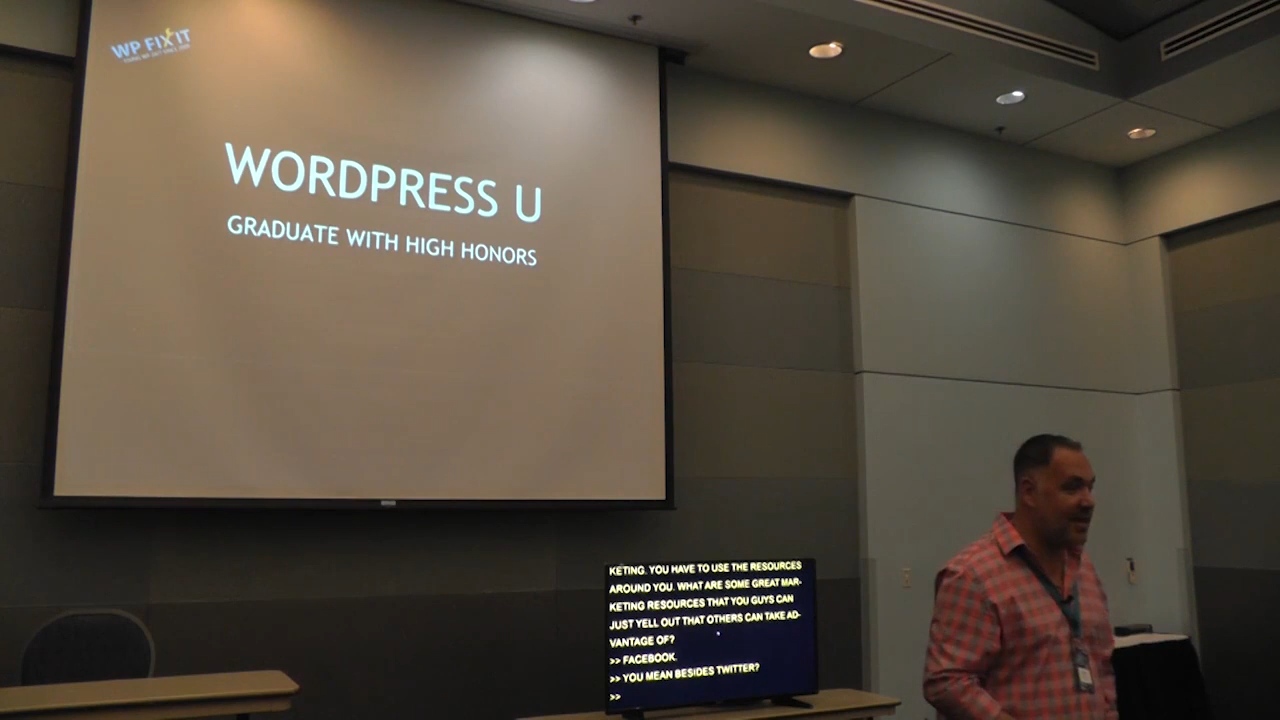 WP FIX IT
WORDPRESS U
GRADUATE WITH HIGH HONORS
KETING. YOU HAVE TO USE THE RESOURCES
AROUND YOU. WHAT ARE SOME GREAT MAR-
KETING RESOURCES THAT YOU GUYS CAN
JUST YELL OUT THAT OTHERS CAN TAKE AD-
VANTAGE OF?
>> FACEBOOK.
>> YOU MEAN BESIDES TWITTER?
>>